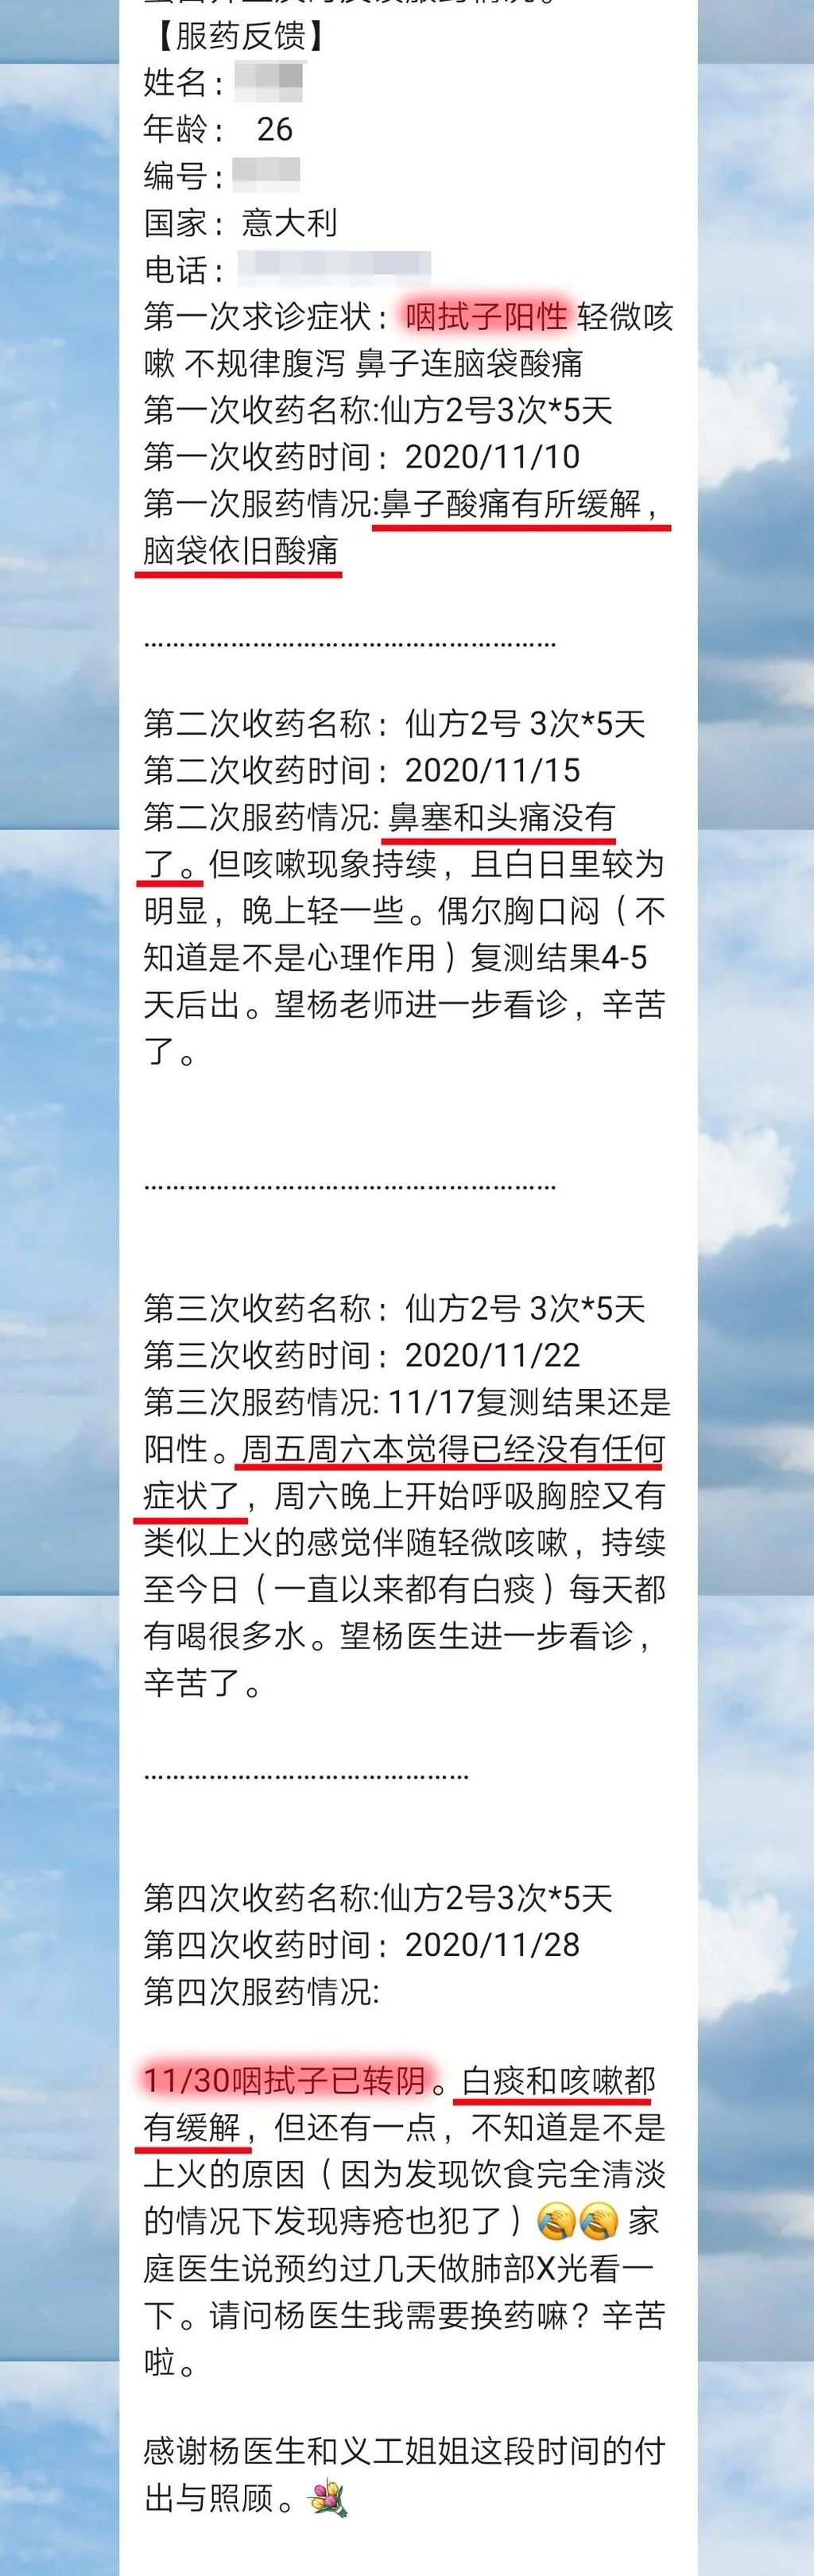 【服药反馈】
姓名：
年龄： 26
编号：
国家：意大利
电话：
第一次求诊症状：咽拭子阳性 轻微咳
嗽 不规律腹泻 鼻子连脑袋酸痛
第一次收药名称:仙方2号3次*5天
第一次收药时间：2020/11/10
第一次服药情况:鼻子酸痛有所缓解，
脑袋依旧酸痛
………………………………………………
第二次收药名称：仙方2号 3次*5天
第二次收药时间：2020/11/15
第二次服药情况: 鼻塞和头痛没有
了。但咳嗽现象持续，且白日里较为
明显，晚上轻一些。偶尔胸口闷（不
知道是不是心理作用）复测结果4-5
天后出。望杨老师进一步看诊，辛苦
了。
………………………………………………
第三次收药名称：仙方2号 3次*5天
第三次收药时间：2020/11/22
第三次服药情况: 11/17复测结果还是
阳性。周五周六本觉得已经没有任何
症状了，周六晚上开始呼吸胸腔又有
类似上火的感觉伴随轻微咳嗽，持续
至今日（一直以来都有白痰）每天都
有喝很多水。望杨医生进一步看诊，
辛苦了。
……………………………………
第四次收药名称:仙方2号3次*5天
第四次收药时间：2020/11/28
第四次服药情况:
11/30咽拭子已转阴。白痰和咳嗽都
有缓解，但还有一点，不知道是不是
上火的原因（因为发现饮食完全清淡
的情况下发现痔疮也犯了）🤦🤦 家
庭医生说预约过几天做肺部X光看一
下。请问杨医生我需要换药嘛？辛苦
啦。
感谢杨医生和义工姐姐这段时间的付
出与照顾。💐